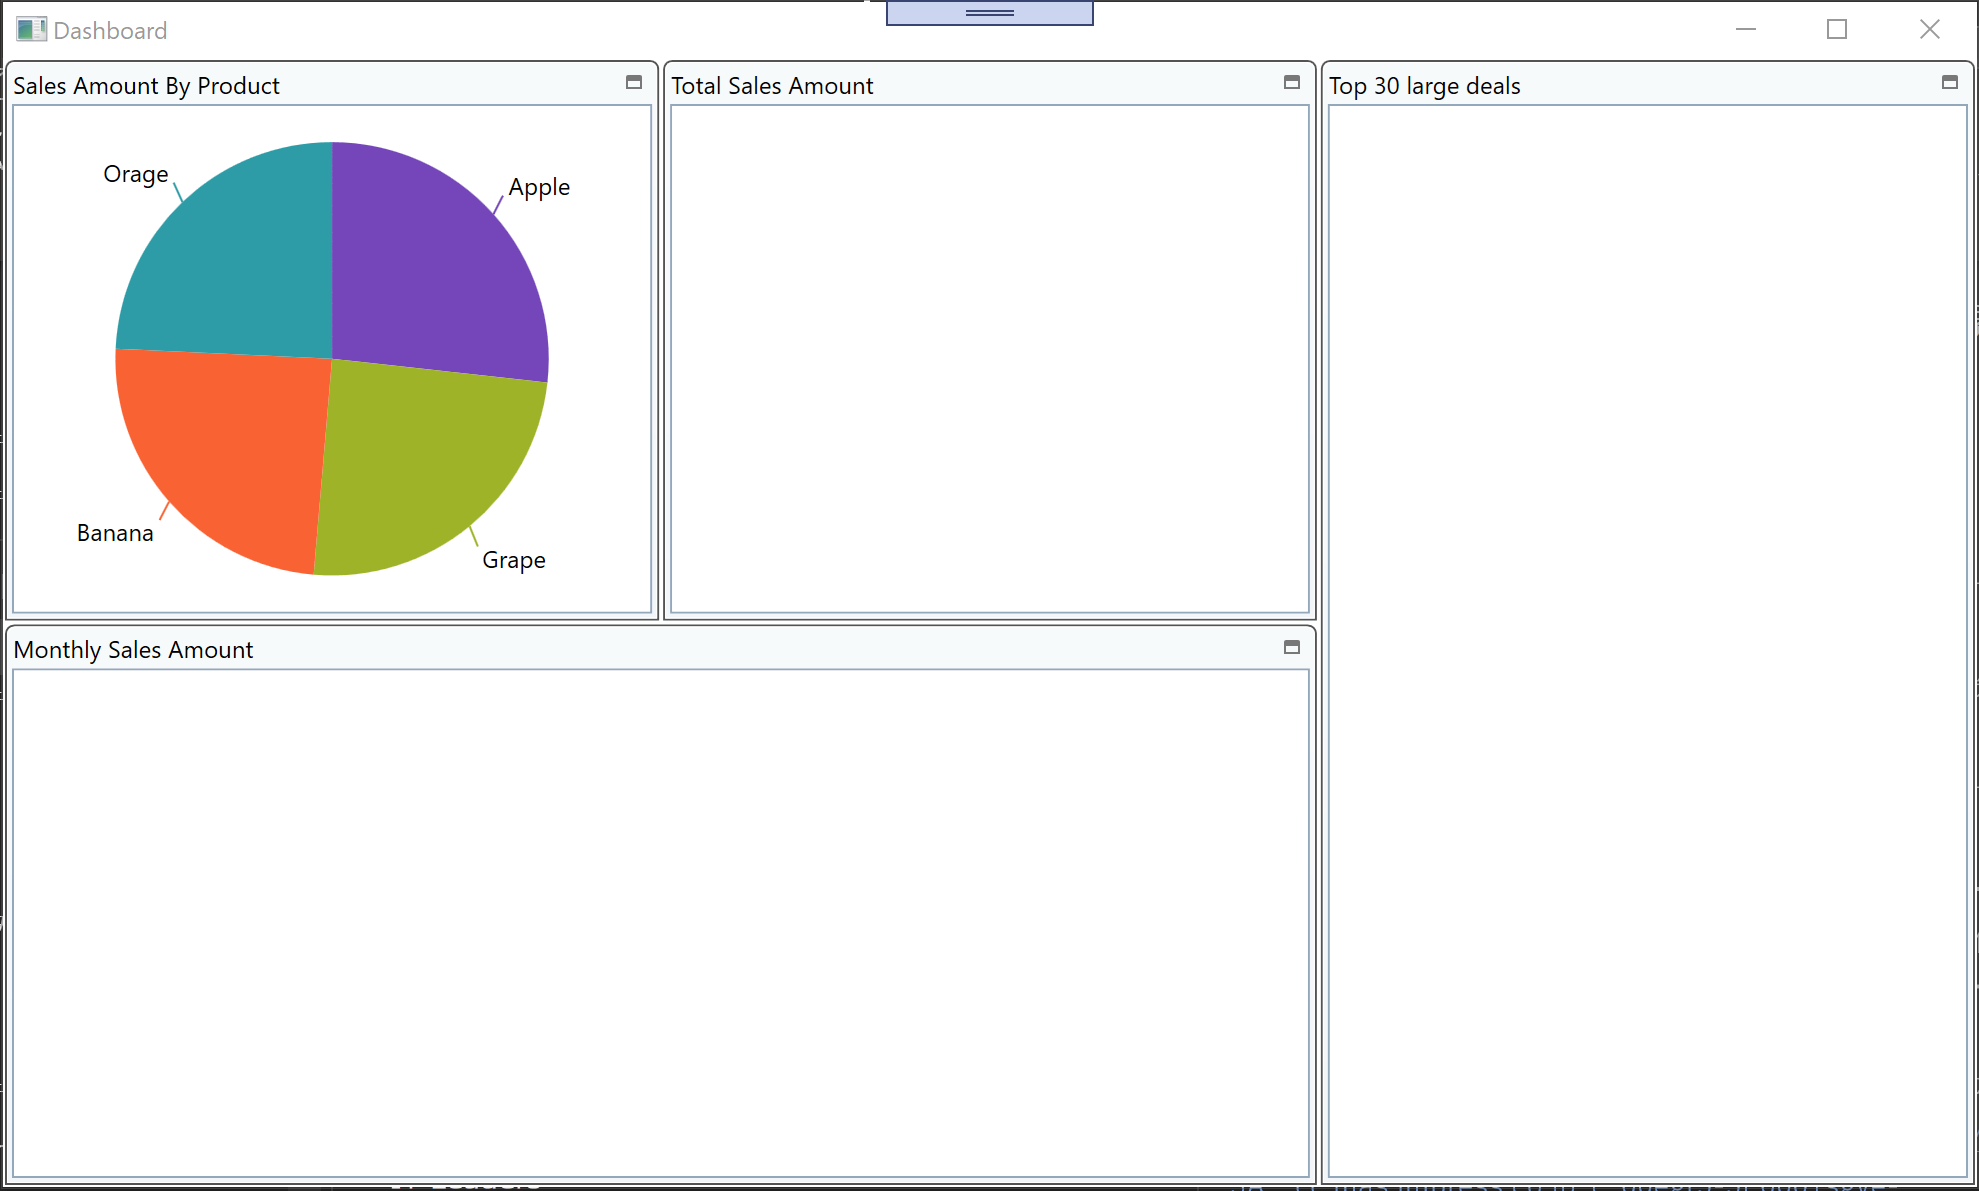 Dashboard
Sales Amount By Product
Total Sales Amount
Top 30 large deals
Orage
Apple
Banana
Grape
Monthly Sales Amount